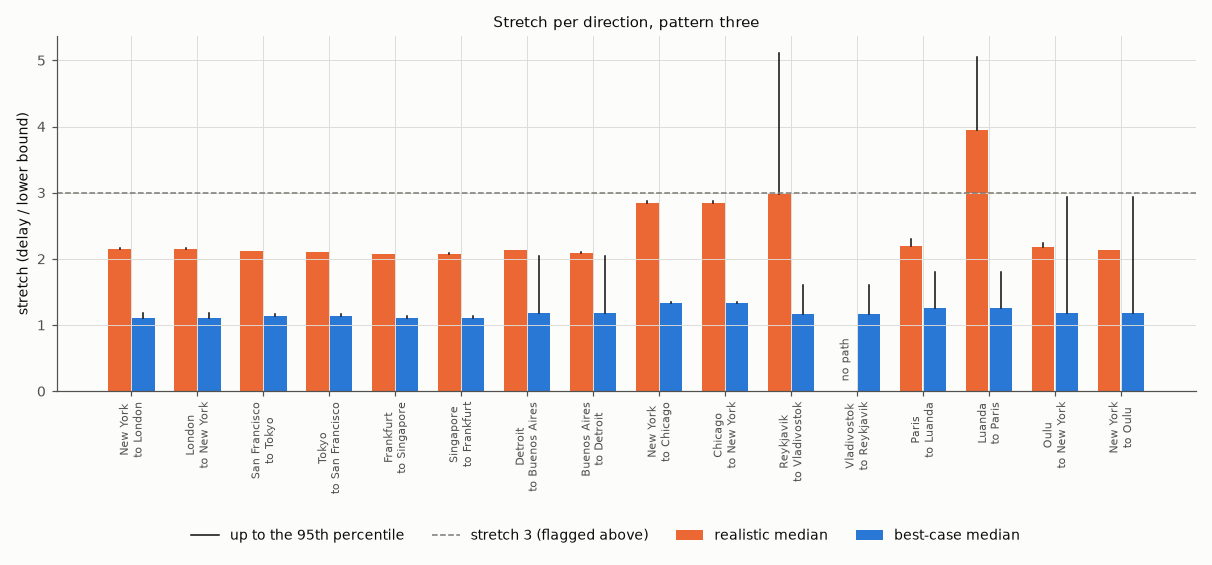 Stretch per direction, pattern three
stretch (delay / lower bound)
5
4
3
2
1
0
no path
New York
to London
London
to New York
San Francisco
to Tokyo
Tokyo
to San Francisco
Frankfurt
to Singapore
Singapore
to Frankfurt
Detroit
to Buenos Aires
Buenos Aires
to Detroit
New York
to Chicago
Chicago
to New York
Reykjavik
to Vladivostok
Vladivostok
to Reykjavik
Paris
to Luanda
Luanda
to Paris
Oulu
to New York
New York
to Oulu
up to the 95th percentile
stretch 3 (flagged above)
realistic median
best-case median